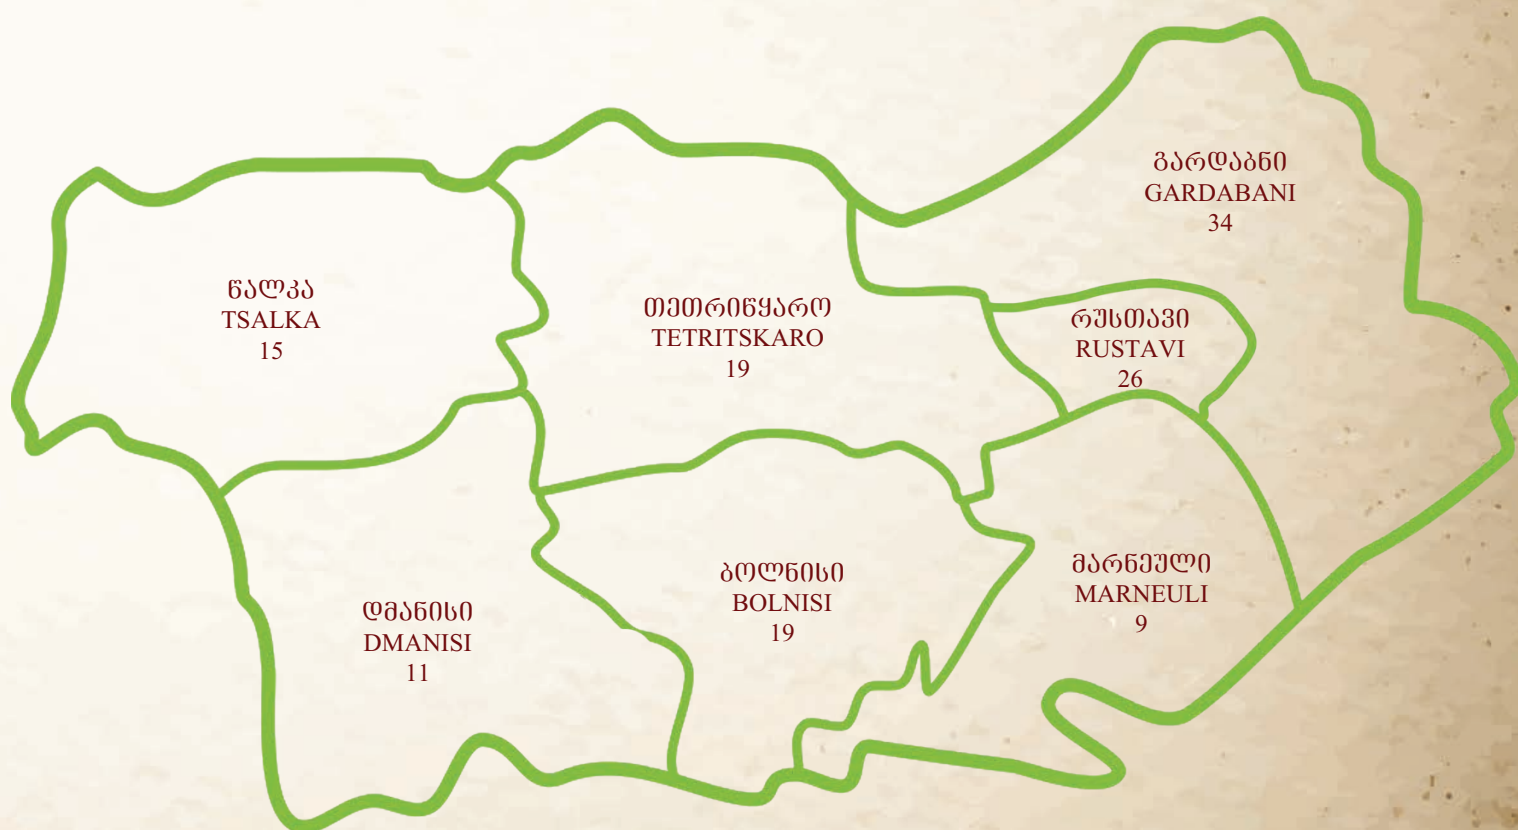 გარდაბნი
GARDABANI
34
წალკა
TSALKA
15
თეთრიწყარო
TETRITSKARO
19
რუსთავი
RUSTAVI
26
დმანისი
DMANISI
11
ბოლნისი
BOLNISI
19
მარნეული
MARNEULI
9